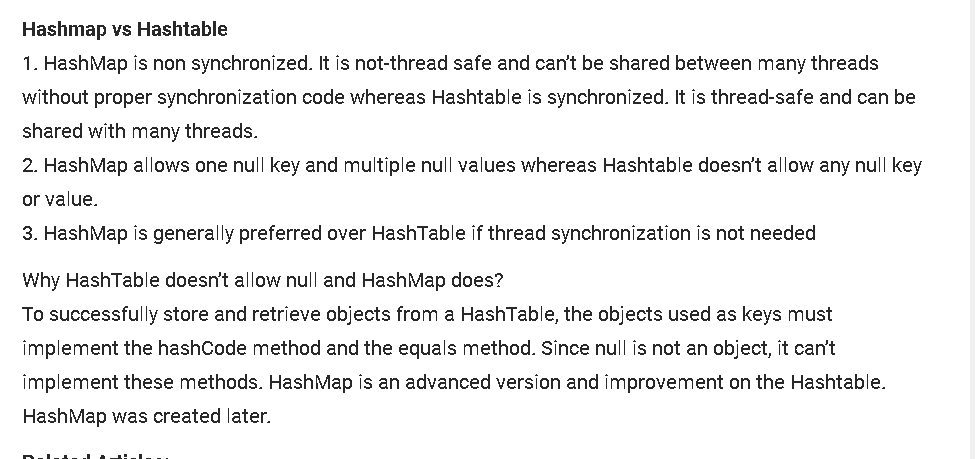 Hashmap vs Hashtable
1. HashMap is non synchronized. It is not-thread safe and can't be shared between many threads
without proper synchronization code whereas Hashtable is synchronized. It is thread-safe and can be
shared with many threads.
2. HashMap allows one null key and multiple null values whereas Hashtable doesn't allow any null key
or value.
3. HashMap is generally preferred over HashTable if thread synchronization is not needed
Why HashTable doesn't allow null and HashMap does?
To successfully store and retrieve objects from a HashTable, the objects used as keys must
implement the hashCode method and the equals method. Since null is not an object, it can't
implement these methods. HashMap is an advanced version and improvement on the Hashtable.
HashMap was created later.